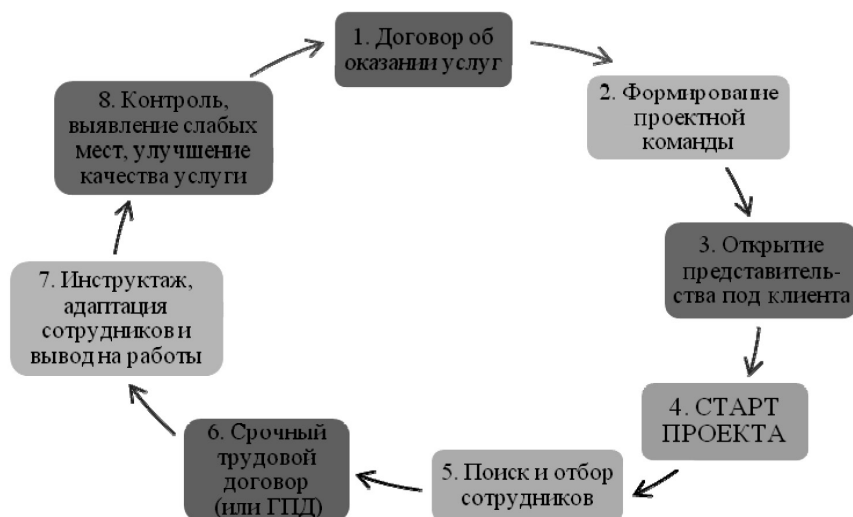 1. Договор об
оказании услуг
2. Формирование
проектной
команды
3. Открытие
представитель-
ства под клиента
4. СТАРТ
ПРОЕКТА
5. Поиск и отбор
сотрудников
6. Срочный
трудовой
договор
(или ГПД)
7. Инструктаж,
адаптация
сотрудников и
вывод на работы
8. Контроль,
выявление слабых
мест, улучшение
качества услуги